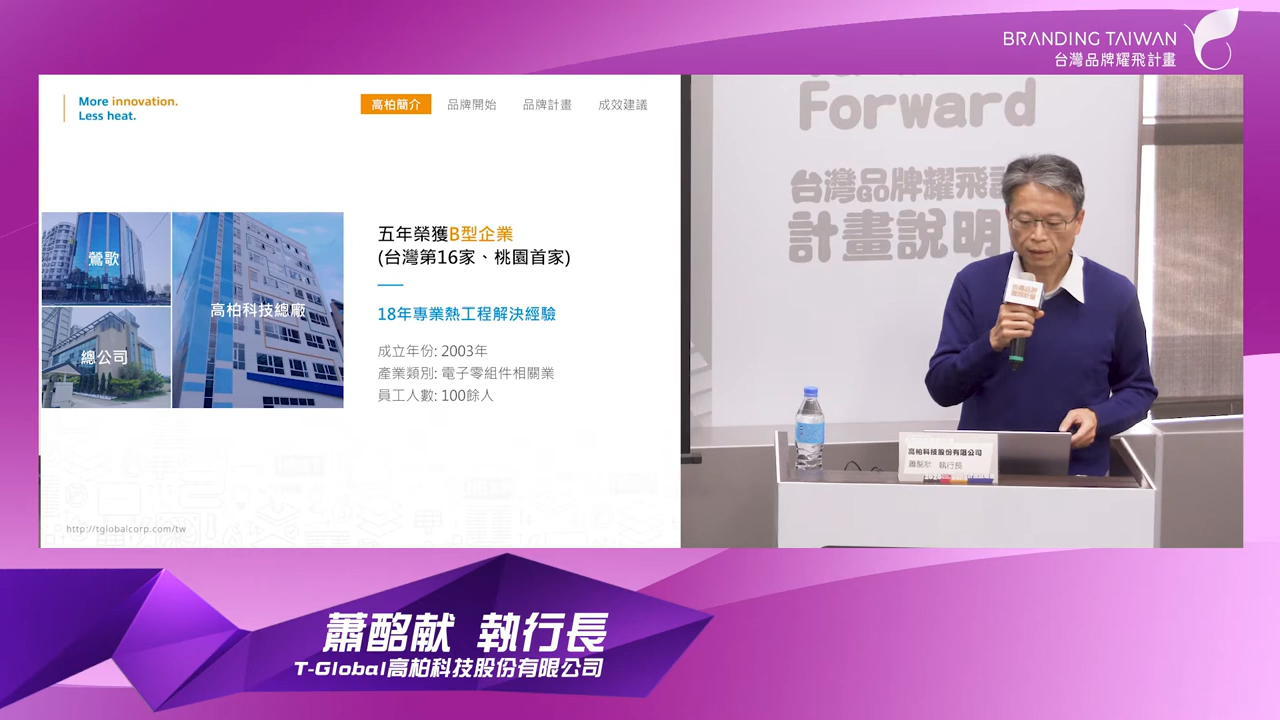 BRANDING TAIWAN
台灣品牌耀飛計畫
More innovation.
Less heat.
高柏簡介
品牌開始
品牌計畫
成效建議
鶯歌
高柏科技總廠
總公司
五年榮獲B型企業
(台灣第16家、桃園首家)
18年專業熱工程解決經驗
成立年份: 2003年
產業類別: 電子零組件相關業
員工人數: 100餘人
http://tglobalcorp.com/tw
Forward
台灣品牌耀飛
計畫說明
高柏科技股份有限公司
蕭酩献 執行長
蕭酩献 執行長
T-Global高柏科技股份有限公司